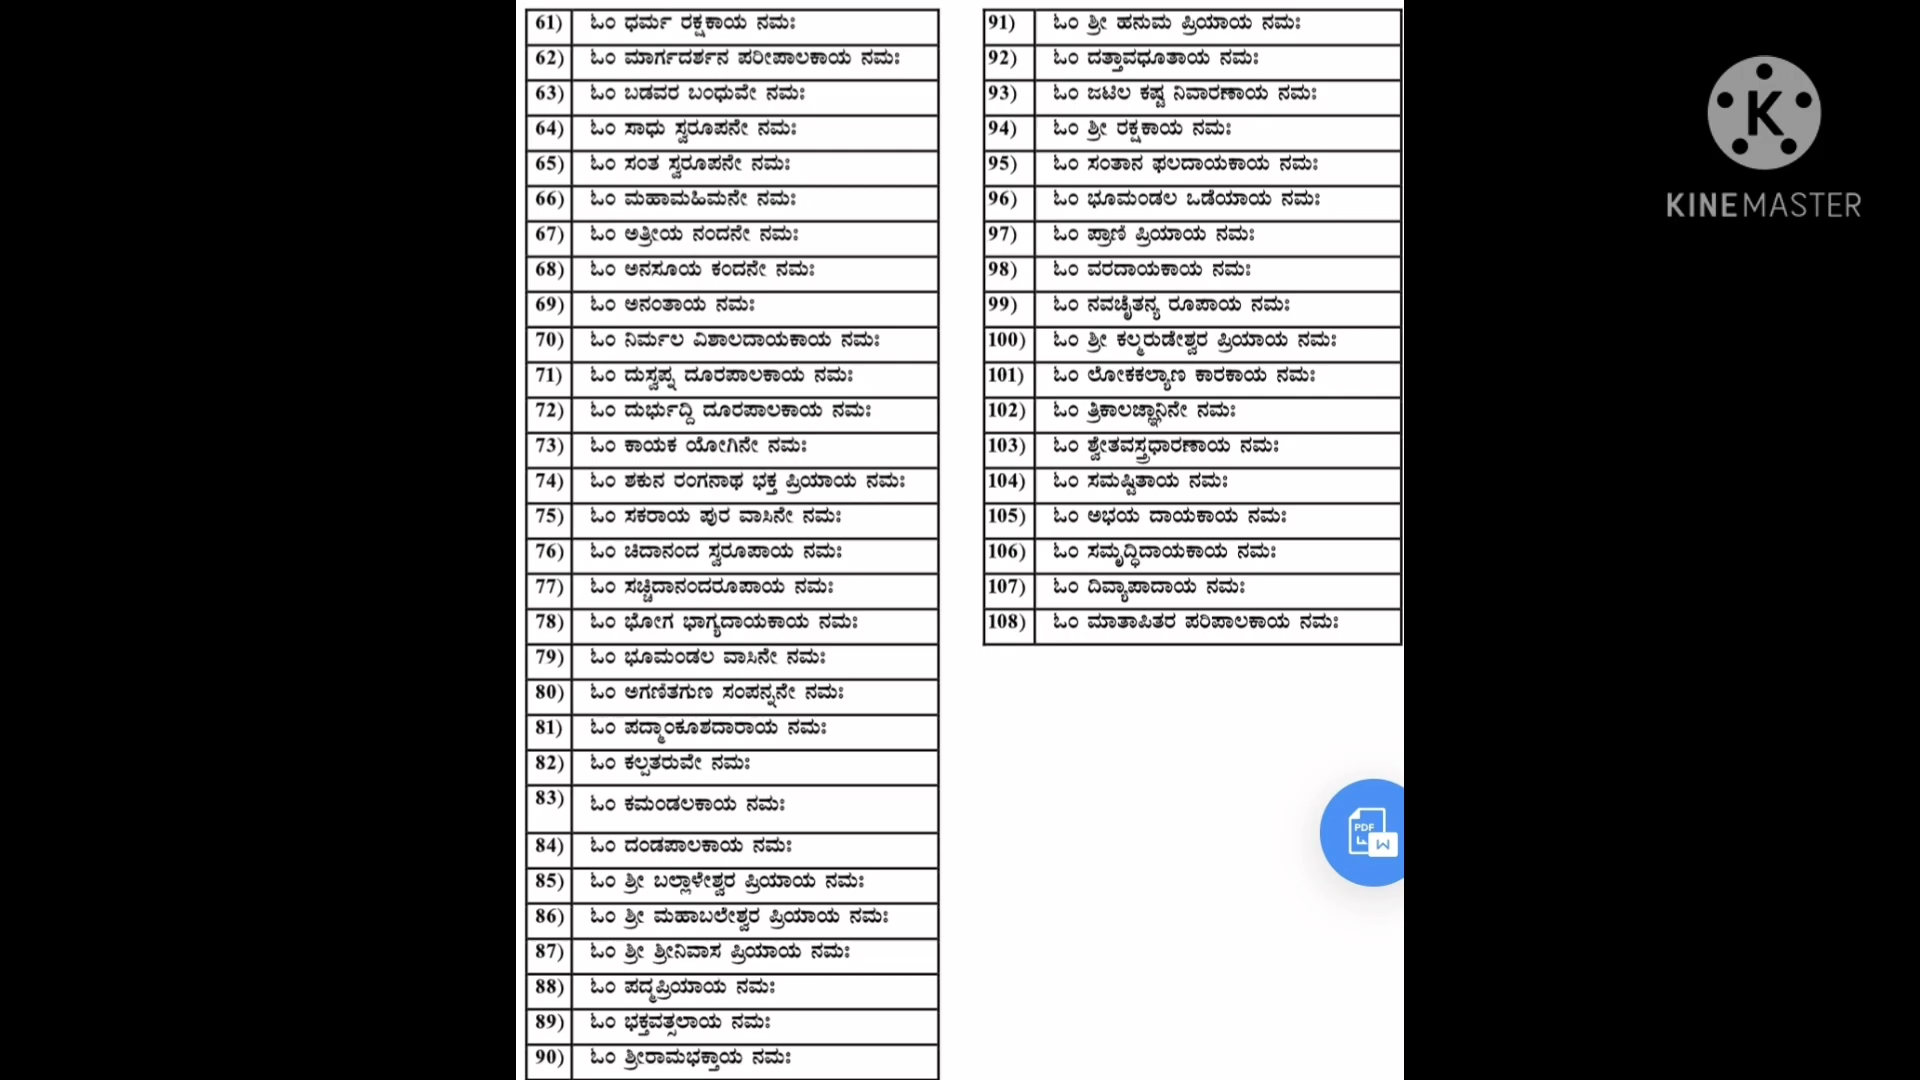 61) ಓಂ ಧರ್ಮ ರಕ್ಷಕಾಯ ನಮಃ
62) ಓಂ ಮಾರ್ಗದರ್ಶನ ಪರೀಪಾಲಕಾಯ ನಮಃ
63) ಓಂ ಬಡವರ ಬಂಧುವೇ ನಮಃ
64) ಓಂ ಸಾಧು ಸ್ವರೂಪನೇ ನಮಃ
65) ಓಂ ಸಂತ ಸ್ವರೂಪನೇ ನಮಃ
66) ಓಂ ಮಹಾಮಹಿಮನೇ ನಮಃ
67) ಓಂ ಅತ್ರೀಯ ನಂದನೇ ನಮಃ
68) ಓಂ ಅನಸೂಯ ಕಂದನೇ ನಮಃ
69) ಓಂ ಅನಂತಾಯ ನಮಃ
70) ಓಂ ನಿರ್ಮಲ ವಿಶಾಲದಾಯಕಾಯ ನಮಃ
71) ಓಂ ದುಸ್ವಪ್ನ ದೂರಪಾಲಕಾಯ ನಮಃ
72) ಓಂ ದುರ್ಭುದ್ದಿ ದೂರಪಾಲಕಾಯ ನಮಃ
73) ಓಂ ಕಾಯಕ ಯೋಗಿನೇ ನಮಃ
74) ಓಂ ಶಕುನ ರಂಗನಾಥ ಭಕ್ತ ಪ್ರಿಯಾಯ ನಮಃ
75) ಓಂ ಸಕರಾಯ ಪುರ ವಾಸಿನೇ ನಮಃ
76) ಓಂ ಚಿದಾನಂದ ಸ್ವರೂಪಾಯ ನಮಃ
77) ಓಂ ಸಚ್ಚಿದಾನಂದರೂಪಾಯ ನಮಃ
78) ಓಂ ಭೋಗ ಭಾಗ್ಯದಾಯಕಾಯ ನಮಃ
79) ಓಂ ಭೂಮಂಡಲ ವಾಸಿನೇ ನಮಃ
80) ಓಂ ಅಗಣಿತಗುಣ ಸಂಪನ್ನನೇ ನಮಃ
81) ಓಂ ಪದ್ಮಾಂಕೂಶದಾರಾಯ ನಮಃ
82) ಓಂ ಕಲ್ಪತರುವೇ ನಮಃ
83) ಓಂ ಕಮಂಡಲಕಾಯ ನಮಃ
84) ಓಂ ದಂಡಪಾಲಕಾಯ ನಮಃ
85) ಓಂ ಶ್ರೀ ಬಲ್ಲಾಳೇಶ್ವರ ಪ್ರಿಯಾಯ ನಮಃ
86) ಓಂ ಶ್ರೀ ಮಹಾಬಲೇಶ್ವರ ಪ್ರಿಯಾಯ ನಮಃ
87) ಓಂ ಶ್ರೀ ಶ್ರೀನಿವಾಸ ಪ್ರಿಯಾಯ ನಮಃ
88) ಓಂ ಪದ್ಮಪ್ರಿಯಾಯ ನಮಃ
89) ಓಂ ಭಕ್ತವತ್ಸಲಾಯ ನಮಃ
90) ಓಂ ಶ್ರೀರಾಮಭಕ್ತಾಯ ನಮಃ
91) ಓಂ ಶ್ರೀ ಹನುಮ ಪ್ರಿಯಾಯ ನಮಃ
92) ಓಂ ದತ್ತಾವಧೂತಾಯ ನಮಃ
93) ಓಂ ಜಟಿಲ ಕಷ್ಟ ನಿವಾರಣಾಯ ನಮಃ
94) ಓಂ ಶ್ರೀ ರಕ್ಷಕಾಯ ನಮಃ
95) ಓಂ ಸಂತಾನ ಫಲದಾಯಕಾಯ ನಮಃ
96) ಓಂ ಭೂಮಂಡಲ ಒಡೆಯಾಯ ನಮಃ
97) ಓಂ ಪ್ರಾಣಿ ಪ್ರಿಯಾಯ ನಮಃ
98) ಓಂ ವರದಾಯಕಾಯ ನಮಃ
99) ಓಂ ನವಚೈತನ್ಯ ರೂಪಾಯ ನಮಃ
100) ಓಂ ಶ್ರೀ ಕಲ್ಮರುಡೇಶ್ವರ ಪ್ರಿಯಾಯ ನಮಃ
101) ಓಂ ಲೋಕಕಲ್ಯಾಣ ಕಾರಕಾಯ ನಮಃ
102) ಓಂ ತ್ರಿಕಾಲಜ್ಞಾನಿನೇ ನಮಃ
103) ಓಂ ಶ್ವೇತವಸ್ತ್ರಧಾರಣಾಯ ನಮಃ
104) ಓಂ ಸಮಷ್ಟಿತಾಯ ನಮಃ
105) ಓಂ ಅಭಯ ದಾಯಕಾಯ ನಮಃ
106) ಓಂ ಸಮೃದ್ಧಿದಾಯಕಾಯ ನಮಃ
107) ಓಂ ದಿವ್ಯಾಪಾದಾಯ ನಮಃ
108) ಓಂ ಮಾತಾಪಿತರ ಪರಿಪಾಲಕಾಯ ನಮಃ
K
KINEMASTER
PDF
W